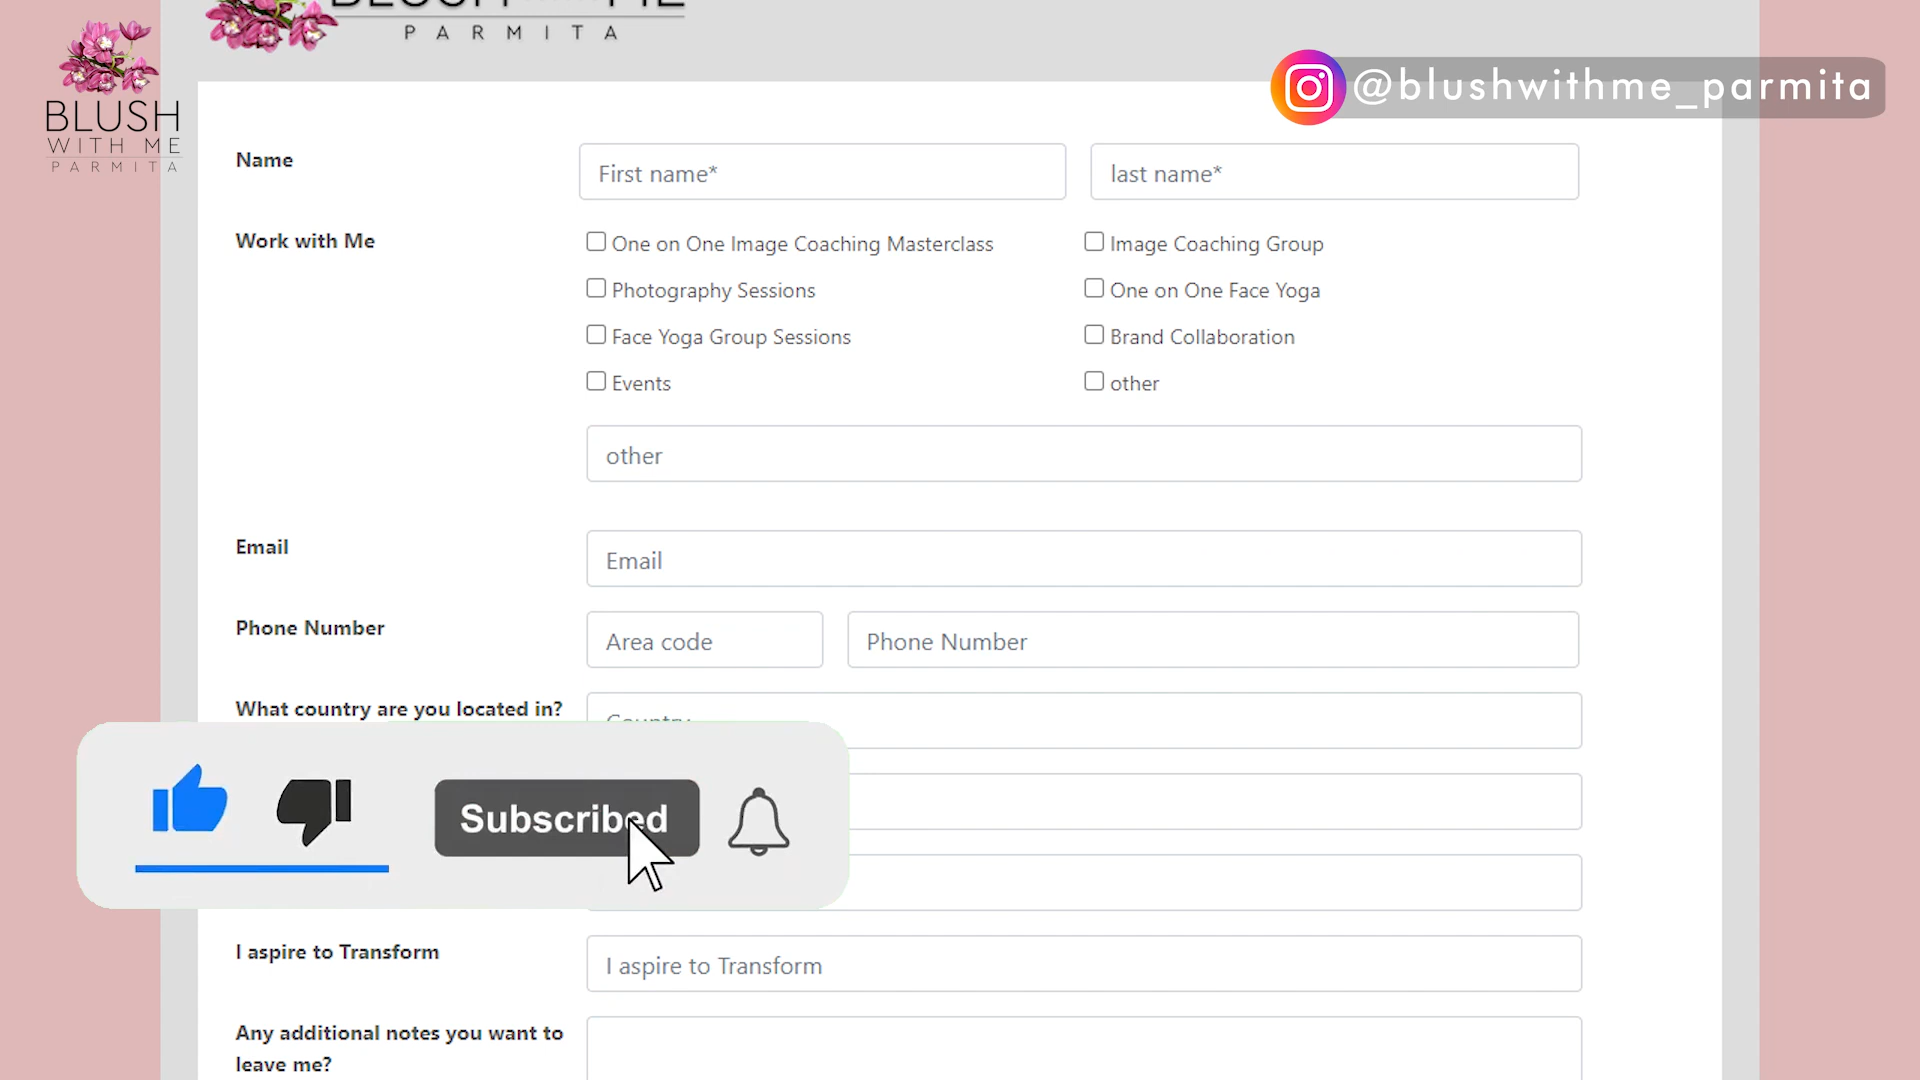 PARMITA
BLUSH
WITH ME
PARMITA
@blushwithme_parmita
Name
First name*
last name*
Work with Me
One on One Image Coaching Masterclass
Image Coaching Group
Photography Sessions
One on One Face Yoga
Face Yoga Group Sessions
Brand Collaboration
Events
other
other
Email
Email
Phone Number
Area code
Phone Number
What country are you located in?
Country
Subscribed
I aspire to Transform
I aspire to Transform
Any additional notes you want to
leave me?